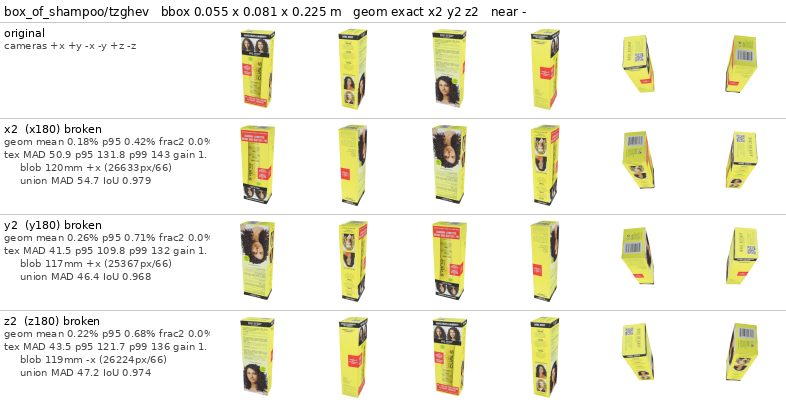 box_of_shampoo/tzghev   bbox 0.055 x 0.081 x 0.225 m   geom exact x2 y2 z2   near -
original
cameras +x +y -x -y +z -z
x2  (x180) broken
geom mean 0.18% p95 0.42% frac2 0.0%
tex MAD 50.9 p95 131.8 p99 143 gain 1.
blob 120mm +x (26633px/66)
union MAD 54.7 IoU 0.979
y2  (y180) broken
geom mean 0.26% p95 0.71% frac2 0.0%
tex MAD 41.5 p95 109.8 p99 132 gain 1.
blob 117mm +x (25367px/66)
union MAD 46.4 IoU 0.968
z2  (z180) broken
geom mean 0.22% p95 0.68% frac2 0.0%
tex MAD 43.5 p95 121.7 p99 136 gain 1.
blob 119mm -x (26224px/66)
union MAD 47.2 IoU 0.974